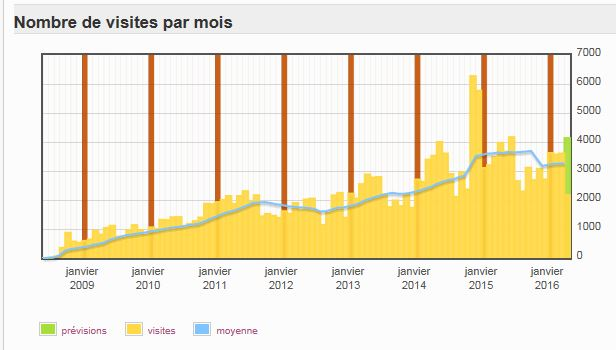 Nombre de visites par mois
7000
6000
5000
4000
3000
2000
1000
0
janvier janvier janvier janvier janvier janvier janvier janvier
2009 2010 2011 2012 2013 2014 2015 2016
prévisions visites moyenne